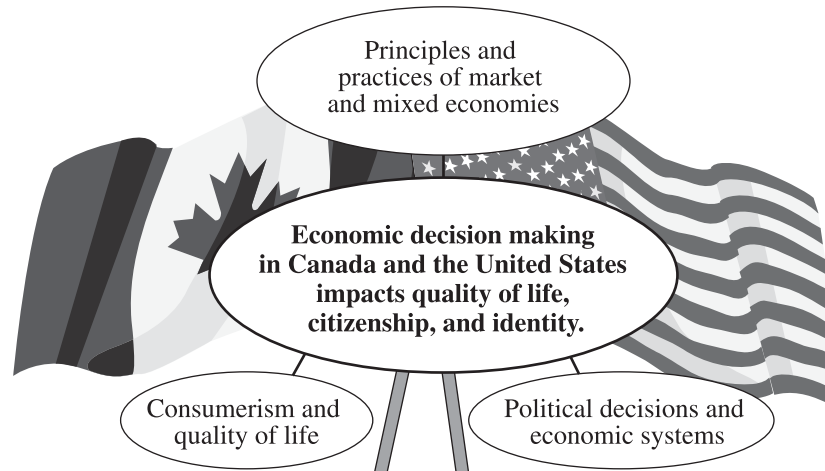 Principles and
practices of market
and mixed economies
Economic decision making
in Canada and the United States
impacts quality of life,
citizenship, and identity.
Consumerism and
quality of life
Political decisions and
economic systems